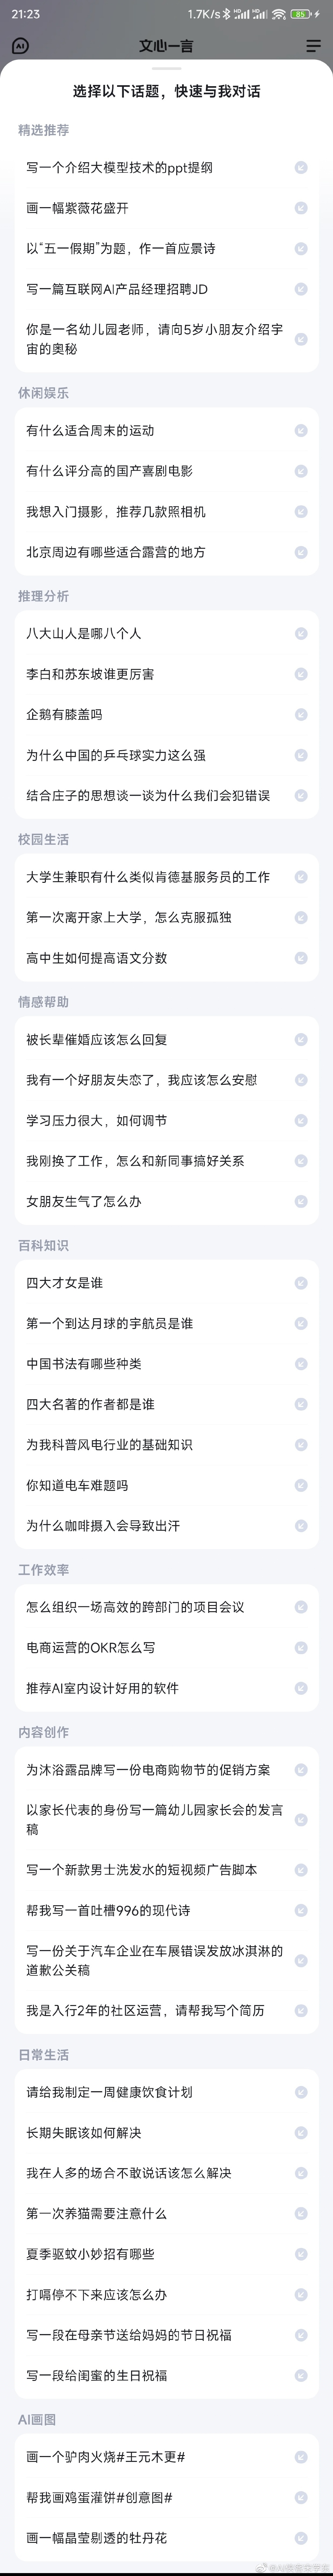 21:23
1.7K/s
HD
HD
85
AI
文心一言
选择以下话题，快速与我对话
精选推荐
写一个介绍大模型技术的ppt提纲
画一幅紫薇花盛开
以“五一假期”为题，作一首应景诗
写一篇互联网AI产品经理招聘JD
你是一名幼儿园老师，请向5岁小朋友介绍宇
宙的奥秘
休闲娱乐
有什么适合周末的运动
有什么评分高的国产喜剧电影
我想入门摄影，推荐几款照相机
北京周边有哪些适合露营的地方
推理分析
八大山人是哪八个人
李白和苏东坡谁更厉害
企鹅有膝盖吗
为什么中国的乒乓球实力这么强
结合庄子的思想谈一谈为什么我们会犯错误
校园生活
大学生兼职有什么类似肯德基服务员的工作
第一次离开家上大学，怎么克服孤独
高中生如何提高语文分数
情感帮助
被长辈催婚应该怎么回复
我有一个好朋友失恋了，我应该怎么安慰
学习压力很大，如何调节
我刚换了工作，怎么和新同事搞好关系
女朋友生气了怎么办
百科知识
四大才女是谁
第一个到达月球的宇航员是谁
中国书法有哪些种类
四大名著的作者都是谁
为我科普风电行业的基础知识
你知道电车难题吗
为什么咖啡摄入会导致出汗
工作效率
怎么组织一场高效的跨部门的项目会议
电商运营的OKR怎么写
推荐AI室内设计好用的软件
内容创作
为沐浴露品牌写一份电商购物节的促销方案
以家长代表的身份写一篇幼儿园家长会的发言
稿
写一个新款男士洗发水的短视频广告脚本
帮我写一首吐槽996的现代诗
写一份关于汽车企业在车展错误发放冰淇淋的
道歉公关稿
我是入行2年的社区运营，请帮我写个简历
日常生活
请给我制定一周健康饮食计划
长期失眠该如何解决
我在人多的场合不敢说话该怎么解决
第一次养猫需要注意什么
夏季驱蚊小妙招有哪些
打嗝停不下来应该怎么办
写一段在母亲节送给妈妈的节日祝福
写一段给闺蜜的生日祝福
AI画图
画一个驴肉火烧#王元木更#
帮我画鸡蛋灌饼#创意图#
画一幅晶莹剔透的牡丹花